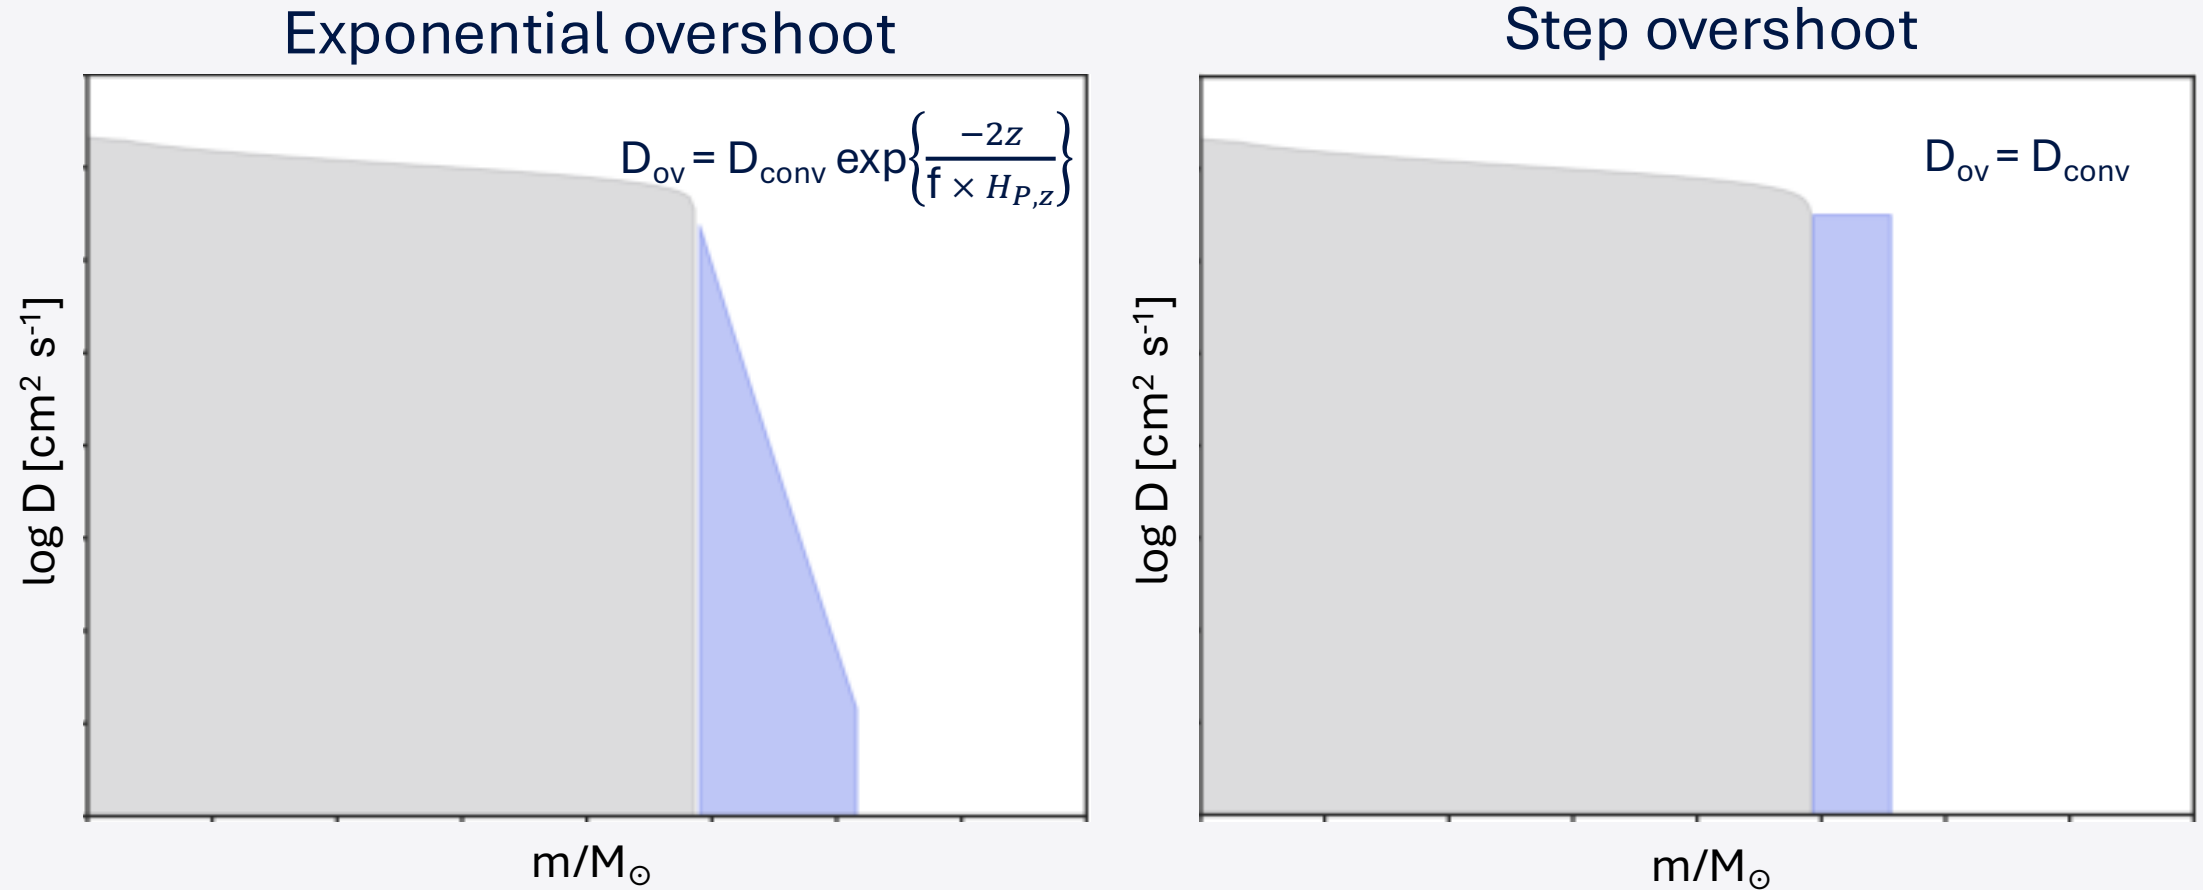 Exponential overshoot
D_ov = D_conv exp{−2z / f × H_P,z}
log D [cm² s⁻¹]
m/M☉
Step overshoot
D_ov = D_conv
log D [cm² s⁻¹]
m/M☉